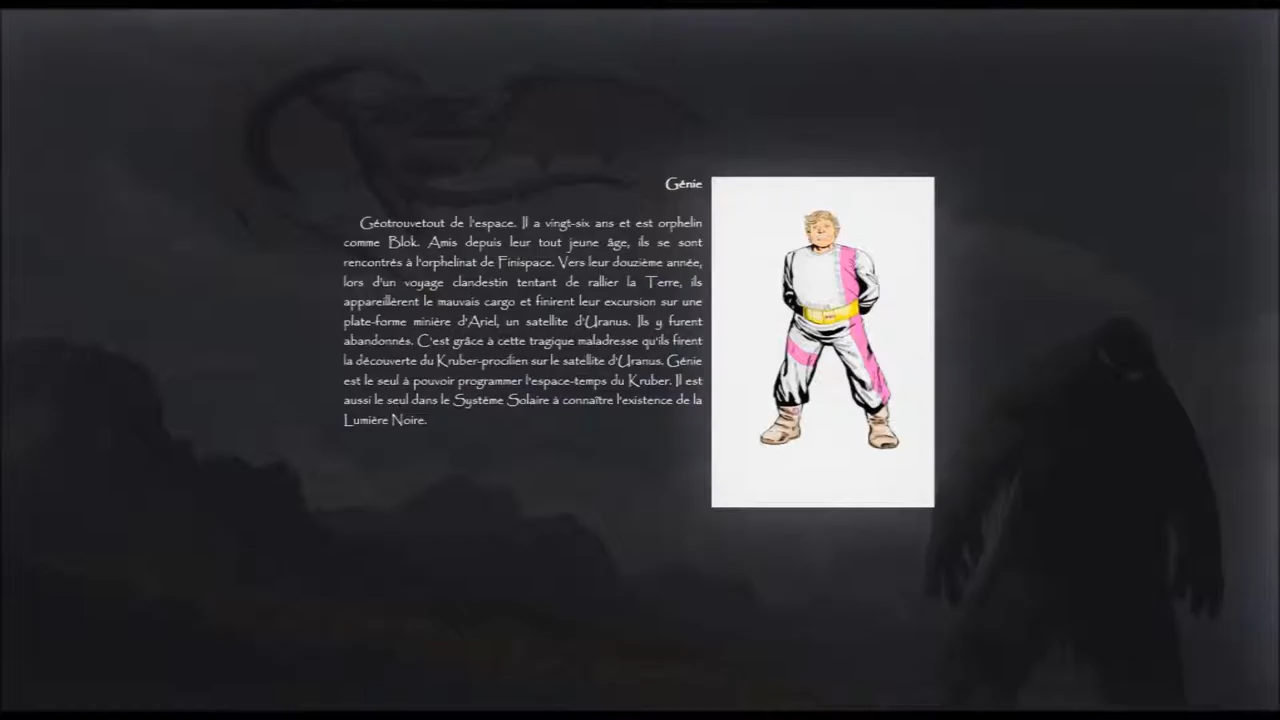 Génie
Géotrouvetout de l'espace. Il a vingt-six ans et est orphelin
comme Blok. Amis depuis leur tout jeune âge, ils se sont
rencontrés à l'orphelinat de Finispace. Vers leur douzième année,
lors d'un voyage clandestin tentant de rallier la Terre, ils
appareillèrent le mauvais cargo et finirent leur excursion sur une
plate-forme minière d'Ariel, un satellite d'Uranus. Ils y furent
abandonnés. C'est grâce à cette tragique maladresse qu'ils firent
la découverte du Kruber-procilien sur le satellite d'Uranus. Génie
est le seul à pouvoir programmer l'espace-temps du Kruber. Il est
aussi le seul dans le Système Solaire à connaître l'existence de la
Lumière Noire.